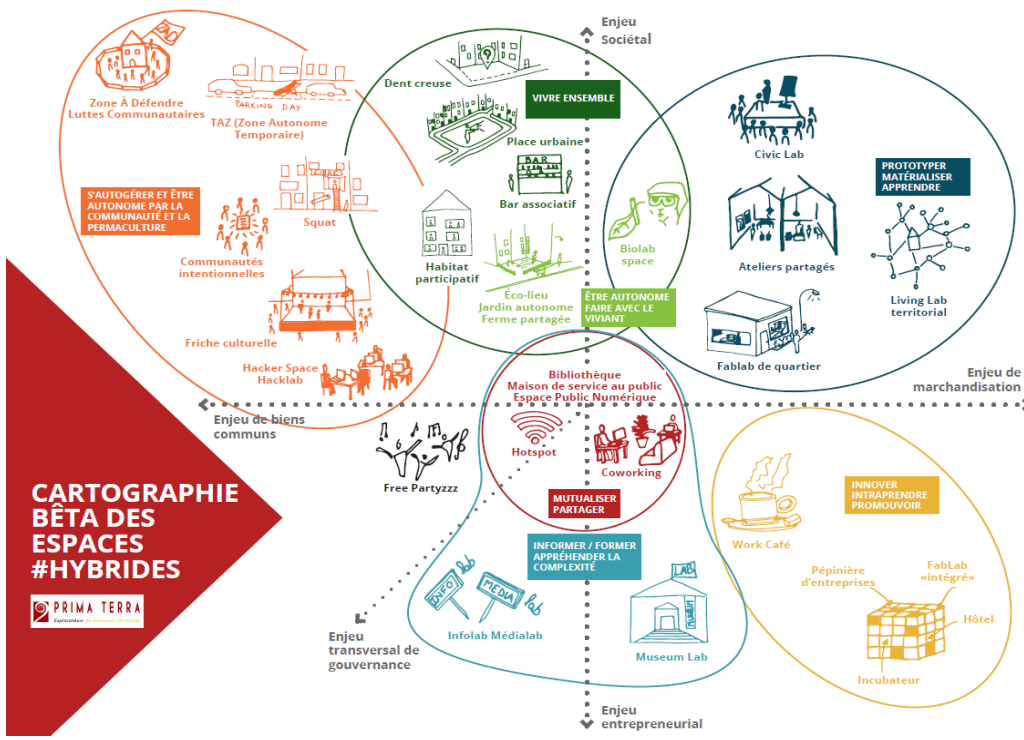 Enjeu
Sociétal
Dent creuse
VIVRE ENSEMBLE
Place urbaine
BAR
Bar associatif
Habitat
participatif
Éco-lieu
Jardin autonome
Ferme partagée
ZAD
Zone À Défendre
Luttes Communautaires
PARKING DAY
TAZ (Zone Autonome
Temporaire)
S'AUTOGÉRER ET ÊTRE
AUTONOME PAR LA
COMMUNAUTÉ ET LA
PERMACULTURE
Squat
Communautés
intentionnelles
Friche culturelle
Hacker Space
Hacklab
Biolab
space
ÊTRE AUTONOME
FAIRE AVEC LE
VIVIANT
Civic Lab
PROTOTYPER
MATÉRIALISER
APPRENDRE
Ateliers partagés
Living Lab
territorial
Fablab de quartier
Enjeu de
marchandisation
Enjeu de biens
communs
Bibliothèque
Maison de service au public
Espace Public Numérique
Hotspot
Coworking
MUTUALISER
PARTAGER
Free Partyzzz
CARTOGRAPHIE
BÊTA DES
ESPACES
#HYBRIDES
PRIMA TERRA
INFORMER / FORMER
APPRÉHENDER LA
COMPLEXITÉ
INFO lab
MEDIA lab
Infolab Médialab
LAB
MUSEUM
Museum Lab
Enjeu
transversal de
gouvernance
INNOVER
INTRAPRENDRE
PROMOUVOIR
Work Café
Pépinière
d'entreprises
FabLab
«intégré»
Hôtel
Incubateur
Enjeu
entrepreneurial